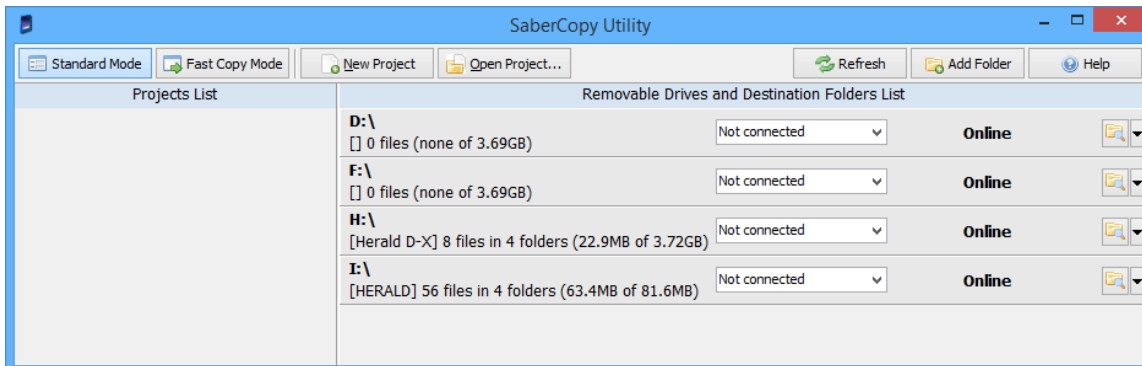 SaberCopy Utility
Standard Mode Fast Copy Mode New Project Open Project... Refresh Add Folder Help
Projects List Removable Drives and Destination Folders List
D:\
[] 0 files (none of 3.69GB) Not connected Online
F:\
[] 0 files (none of 3.69GB) Not connected Online
H:\
[Herald D-X] 8 files in 4 folders (22.9MB of 3.72GB) Not connected Online
I:\
[HERALD] 56 files in 4 folders (63.4MB of 81.6MB) Not connected Online